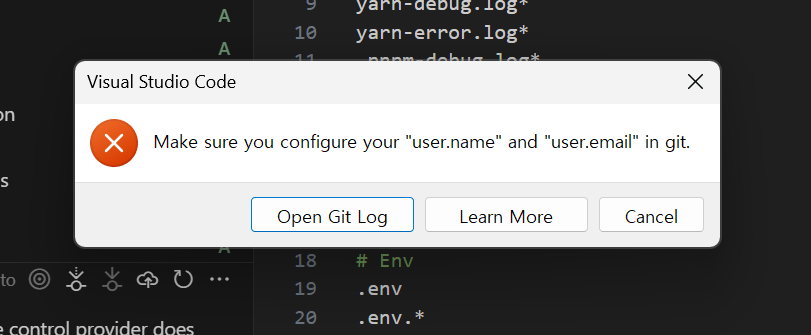 9 yarn-debug.log*
A
10 yarn-error.log*
A
11 .pnpm-debug.log*
Visual Studio Code
on
Make sure you configure your "user.name" and "user.email" in git.
s
Open Git Log Learn More Cancel
A
18 # Env
to
19 .env
20 .env.*
e control provider does